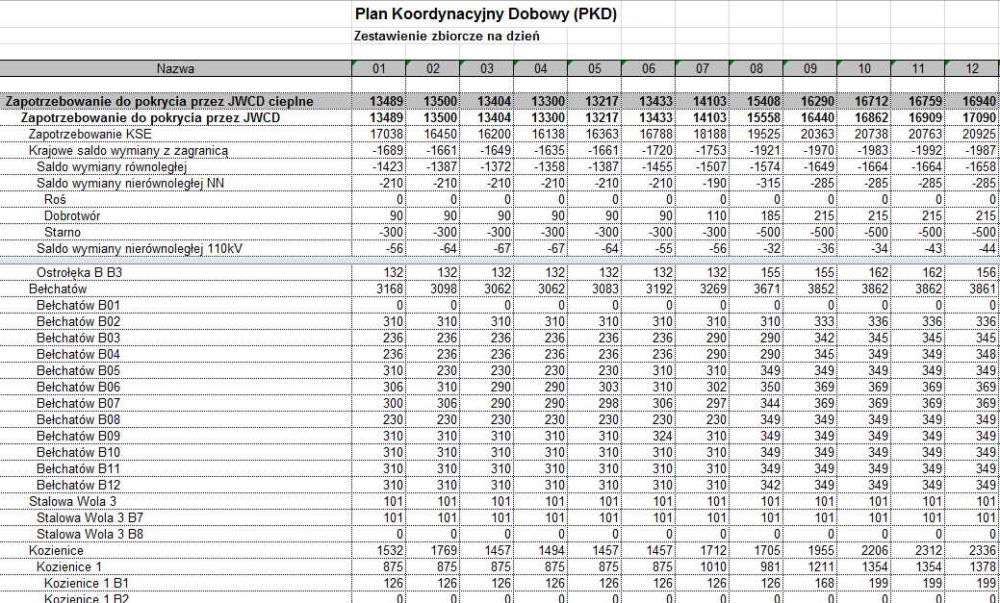 Plan Koordynacyjny Dobowy (PKD)
Zestawienie zbiorcze na dzień
Nazwa 01 02 03 04 05 06 07 08 09 10 11 12
Zapotrzebowanie do pokrycia przez JWCD cieplne 13489 13500 13404 13300 13217 13433 14103 15408 16290 16712 16759 16940
Zapotrzebowanie do pokrycia przez JWCD 13489 13500 13404 13300 13217 13433 14103 15558 16440 16862 16909 17090
Zapotrzebowanie KSE 17038 16450 16200 16138 16363 16788 18188 19525 20363 20738 20763 20925
Krajowe saldo wymiany z zagranicą -1689 -1661 -1649 -1635 -1661 -1720 -1753 -1921 -1970 -1983 -1992 -1987
Saldo wymiany równoległej -1423 -1387 -1372 -1358 -1387 -1455 -1507 -1574 -1649 -1664 -1664 -1658
Saldo wymiany nierównoległej NN -210 -210 -210 -210 -210 -210 -190 -315 -285 -285 -285 -285
Roś 0 0 0 0 0 0 0 0 0 0 0 0
Dobrotwór 90 90 90 90 90 90 110 185 215 215 215 215
Starno -300 -300 -300 -300 -300 -300 -300 -500 -500 -500 -500 -500
Saldo wymiany nierównoległej 110kV -56 -64 -67 -67 -64 -55 -56 -32 -36 -34 -43 -44
Ostrołęka B B3 132 132 132 132 132 132 132 155 155 162 162 156
Bełchatów 3168 3098 3062 3062 3083 3192 3269 3671 3852 3862 3862 3861
Bełchatów B01 0 0 0 0 0 0 0 0 0 0 0 0
Bełchatów B02 310 310 310 310 310 310 310 310 333 336 336 336
Bełchatów B03 236 236 236 236 236 236 290 290 342 345 345 345
Bełchatów B04 236 236 236 236 236 236 290 290 345 349 349 348
Bełchatów B05 310 230 230 230 230 310 310 349 349 349 349 349
Bełchatów B06 306 310 290 290 303 310 302 350 369 369 369 369
Bełchatów B07 300 306 290 290 298 306 297 344 369 369 369 369
Bełchatów B08 230 230 230 230 230 230 230 349 349 349 349 349
Bełchatów B09 310 310 310 310 310 324 310 349 349 349 349 349
Bełchatów B10 310 310 310 310 310 310 310 349 349 349 349 349
Bełchatów B11 310 310 310 310 310 310 310 349 349 349 349 349
Bełchatów B12 310 310 310 310 310 310 310 342 349 349 349 349
Stalowa Wola 3 101 101 101 101 101 101 101 101 101 101 101 101
Stalowa Wola 3 B7 101 101 101 101 101 101 101 101 101 101 101 101
Stalowa Wola 3 B8 0 0 0 0 0 0 0 0 0 0 0 0
Kozienice 1532 1769 1457 1494 1457 1457 1712 1705 1955 2206 2312 2336
Kozienice 1 875 875 875 875 875 875 1010 981 1211 1354 1354 1378
Kozienice 1 B1 126 126 126 126 126 126 126 126 168 199 199 199
Kozienice 1 B2 0 0 0 0 0 0 0 0 0 0 0 0